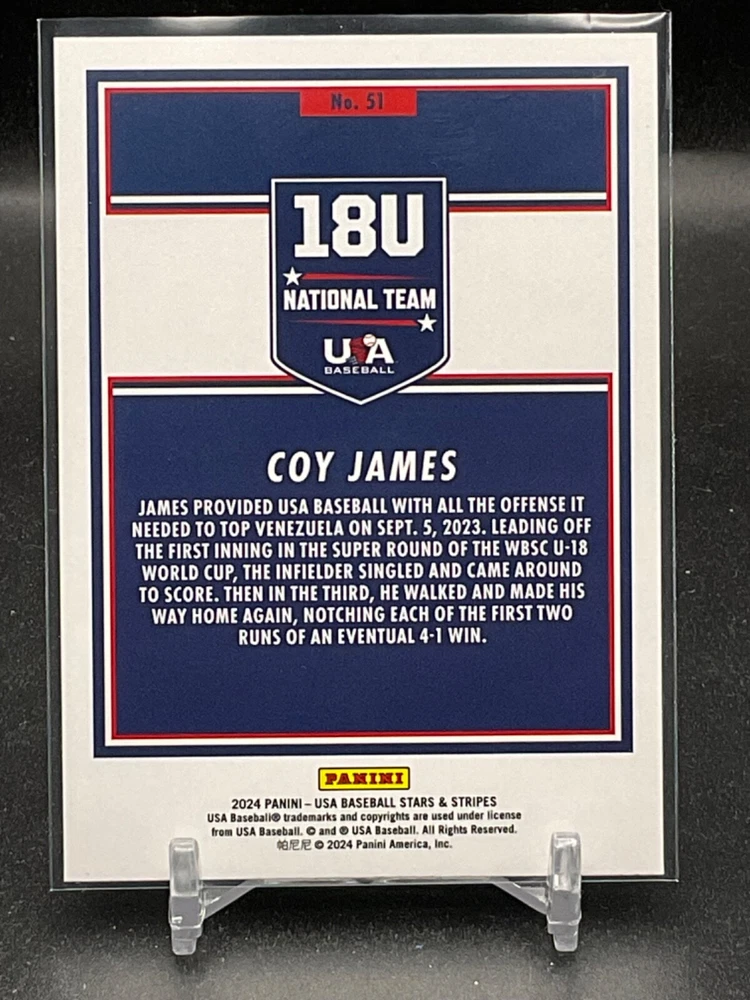 No. 51
18U
NATIONAL TEAM
USA
BASEBALL
COY JAMES
JAMES PROVIDED USA BASEBALL WITH ALL THE OFFENSE IT
NEEDED TO TOP VENEZUELA ON SEPT. 5, 2023. LEADING OFF
THE FIRST INNING IN THE SUPER ROUND OF THE WBSC U-18
WORLD CUP, THE INFIELDER SINGLED AND CAME AROUND
TO SCORE. THEN IN THE THIRD, HE WALKED AND MADE HIS
WAY HOME AGAIN, NOTCHING EACH OF THE FIRST TWO
RUNS OF AN EVENTUAL 4-1 WIN.
PANINI
2024 PANINI – USA BASEBALL STARS & STRIPES
USA Baseball® trademarks and copyrights are used under license
from USA Baseball. © and ® USA Baseball. All Rights Reserved.
帕尼尼 © 2024 Panini America, Inc.